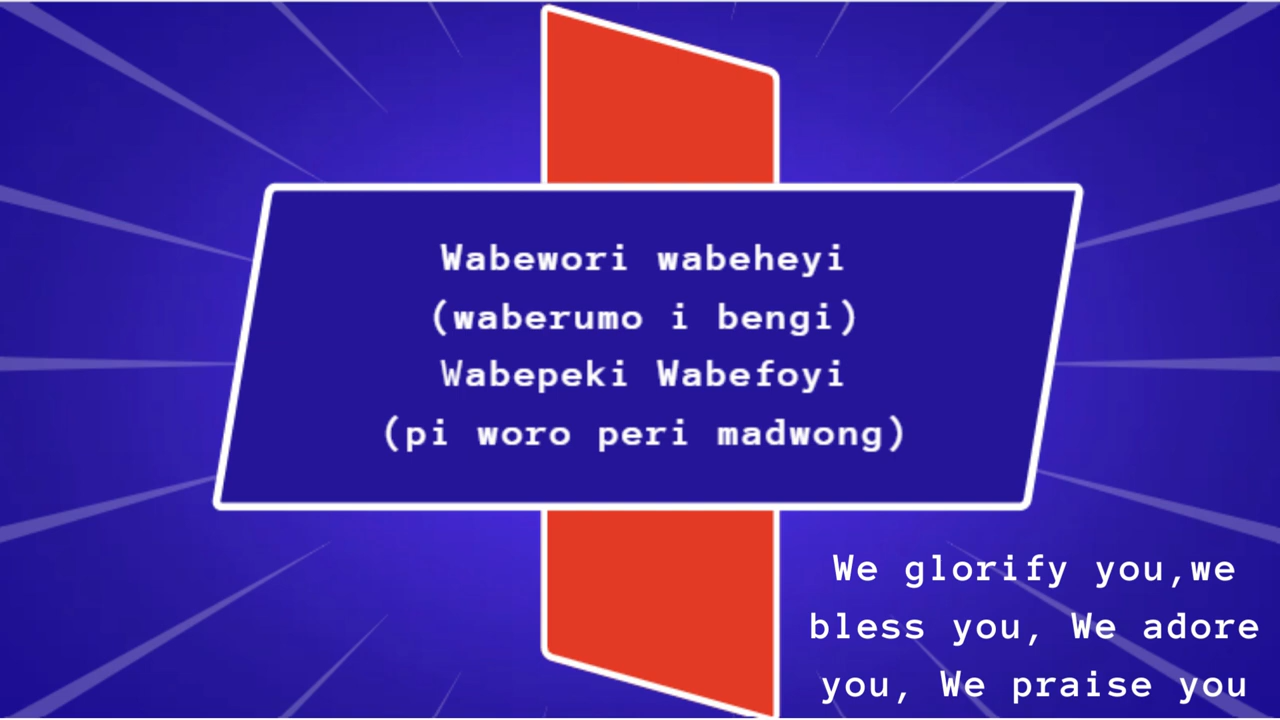 Wabewori wabeheyi
(waberumo i bengi)
Wabepeki Wabefoyi
(pi woro peri madwong)
We glorify you,we
bless you, We adore
you, We praise you